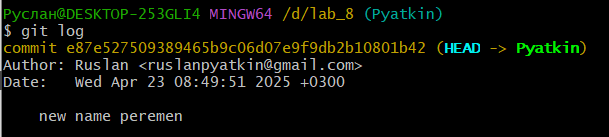 Руслан@DESKTOP-253GLI4 MINGW64 /d/lab_8 (Pyatkin)
$ git log
commit e87e527509389465b9c06d07e9f9db2b10801b42 (HEAD -> Pyatkin)
Author: Ruslan <ruslanpyatkin@gmail.com>
Date:   Wed Apr 23 08:49:51 2025 +0300
    new name peremen